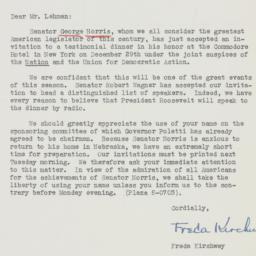 Dear Mr. Lehman:
Senator George Norris, whom we all consider the greatest
American legislator of this century, has just accepted an in-
vitation to a testimonial dinner in his honor at the Commodore
Hotel in New York on December 29th under the joint auspices of
the Nation and the Union for Democratic Action.
We are confident that this will be one of the great events
of this season. Senator Robert Wagner has accepted our invita-
tion to head a distinguished list of speakers. Indeed, we have
every reason to believe that President Roosevelt will speak to
the dinner by radio.
We should greatly appreciate the use of your name on the
sponsoring committee of which Governor Poletti has already
agreed to be chairman. Because Senator Norris is anxious to
return to his home in Nebraska, we have an extremely short
time for preparation. Our invitations must be printed next
Tuesday morning. We therefore ask your immediate attention
to this matter. In view of the admiration of all Americans
for the achievements of Senator Norris, we shall take the
liberty of using your name unless you inform us to the con-
trary before Monday evening. (Plaza 8-0703).
Cordially,
Freda Kirchwey
Freda Kirchwey